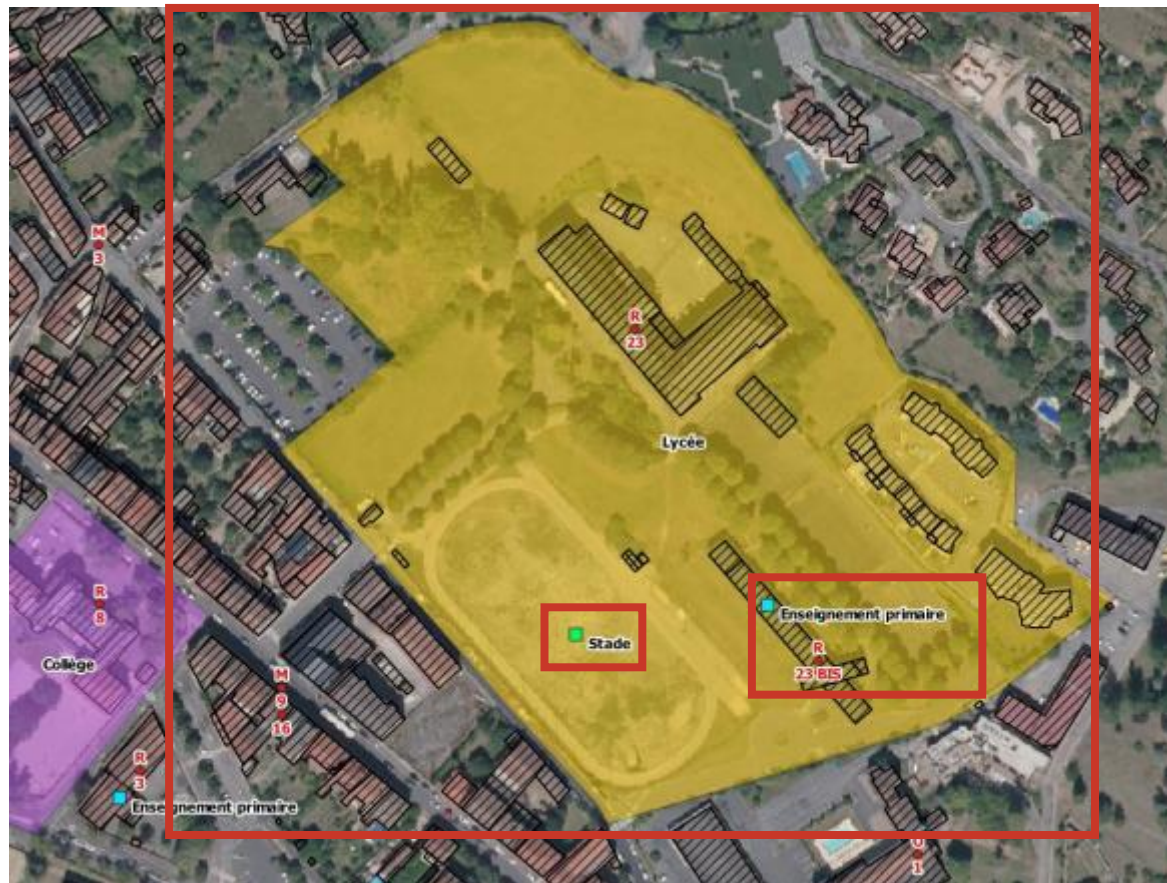 M
3
R
23
Lycée
R
8
Collège
Stade
Enseignement primaire
R
23 BIS
M
9
16
R
3
Enseignement primaire
O
1